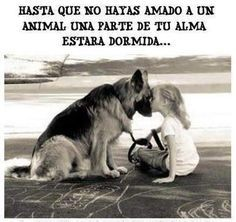 HASTA QUE NO HAYAS AMADO A UN
ANIMAL UNA PARTE DE TU ALMA
ESTARA DORMIDA...